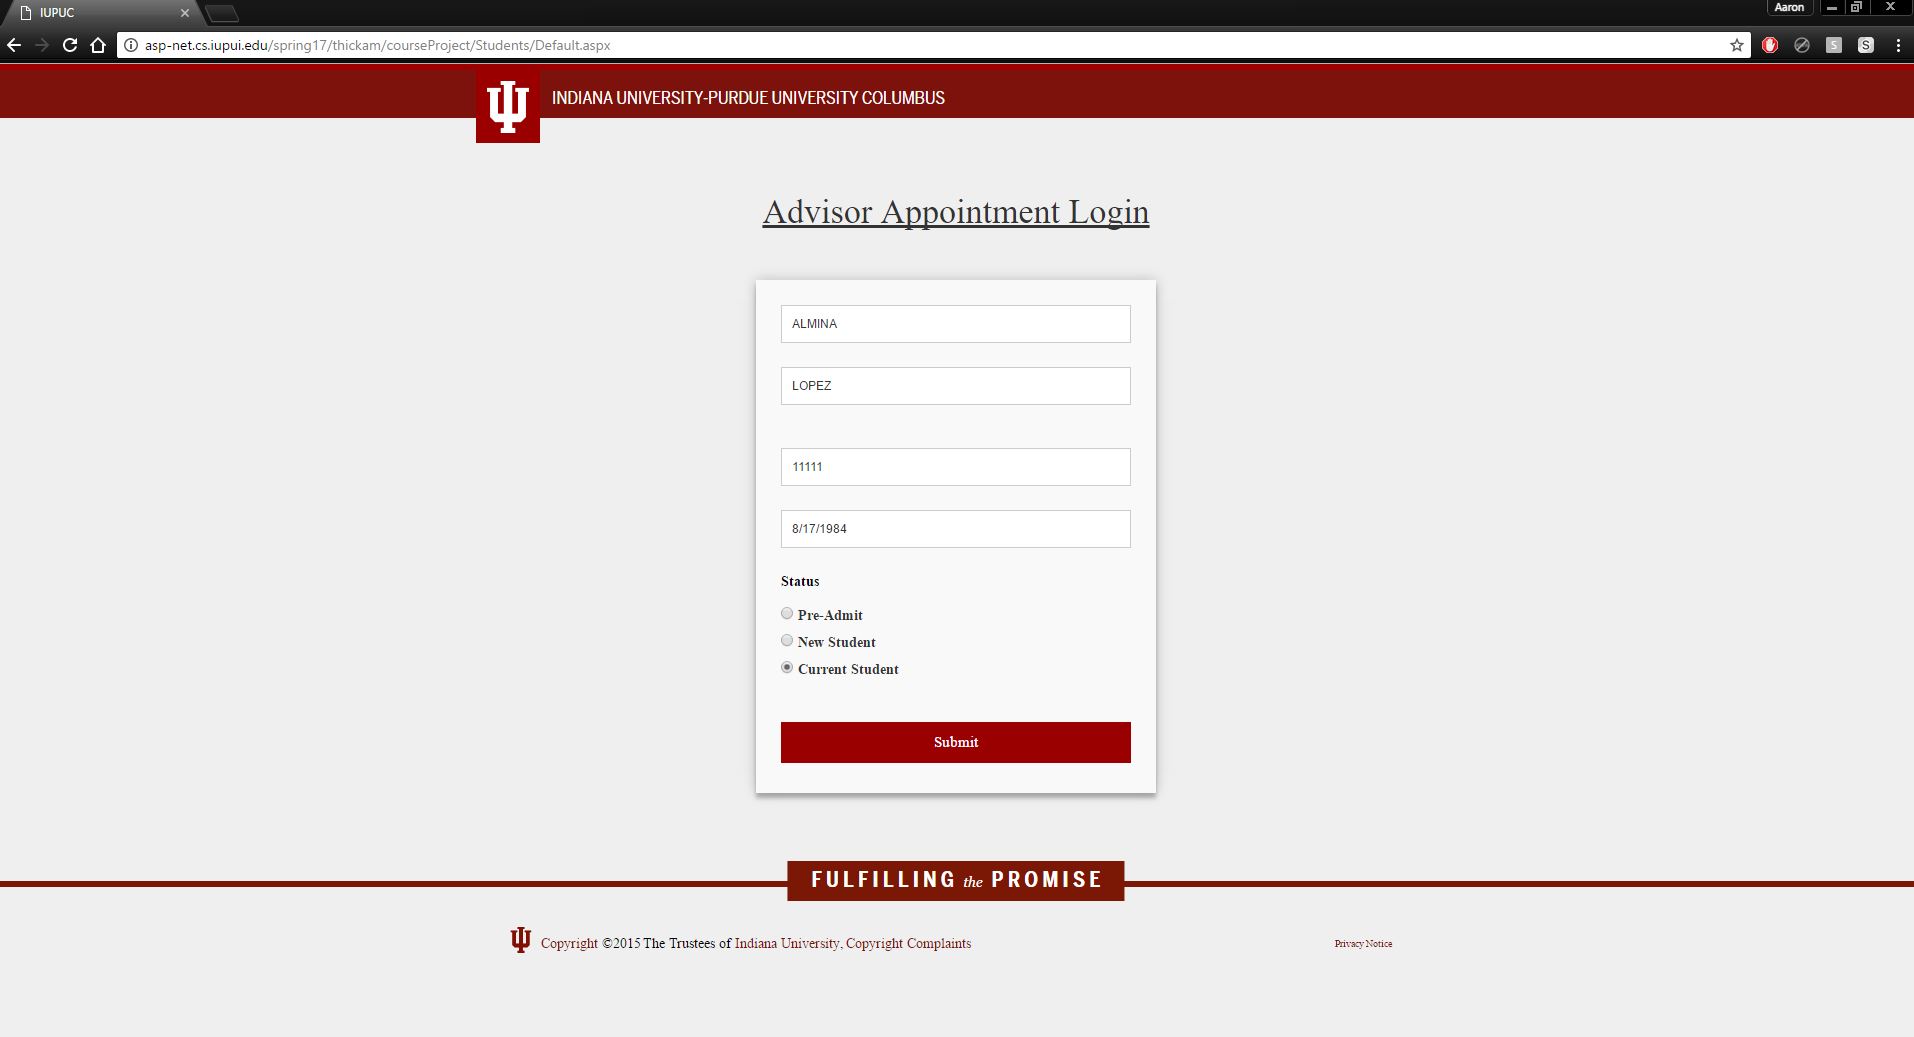 IUPUC
Aaron
asp-net.cs.iupui.edu/spring17/thickam/courseProject/Students/Default.aspx
S
S
INDIANA UNIVERSITY-PURDUE UNIVERSITY COLUMBUS
Advisor Appointment Login
ALMINA
LOPEZ
11111
8/17/1984
Status
Pre-Admit
New Student
Current Student
Submit
FULFILLING the PROMISE
Copyright ©2015 The Trustees of Indiana University, Copyright Complaints
Privacy Notice